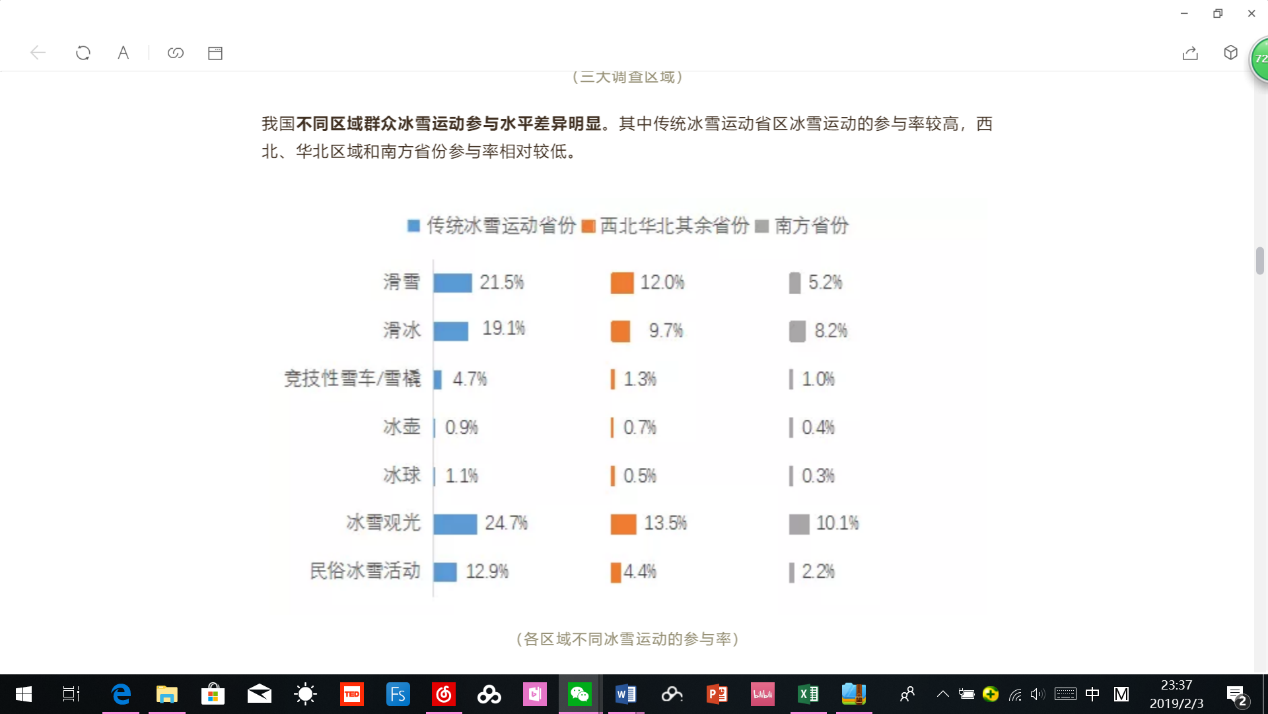 A
72
（三大调查区域）
我国不同区域群众冰雪运动参与水平差异明显。其中传统冰雪运动省区冰雪运动的参与率较高，西
北、华北区域和南方省份参与率相对较低。
传统冰雪运动省份 西北华北其余省份 南方省份
滑雪 21.5% 12.0% 5.2%
滑冰 19.1% 9.7% 8.2%
竞技性雪车/雪橇 4.7% 1.3% 1.0%
冰壶 0.9% 0.7% 0.4%
冰球 1.1% 0.5% 0.3%
冰雪观光 24.7% 13.5% 10.1%
民俗冰雪活动 12.9% 4.4% 2.2%
（各区域不同冰雪运动的参与率）
TED Fs 中 M 23:37
2019/2/3 2